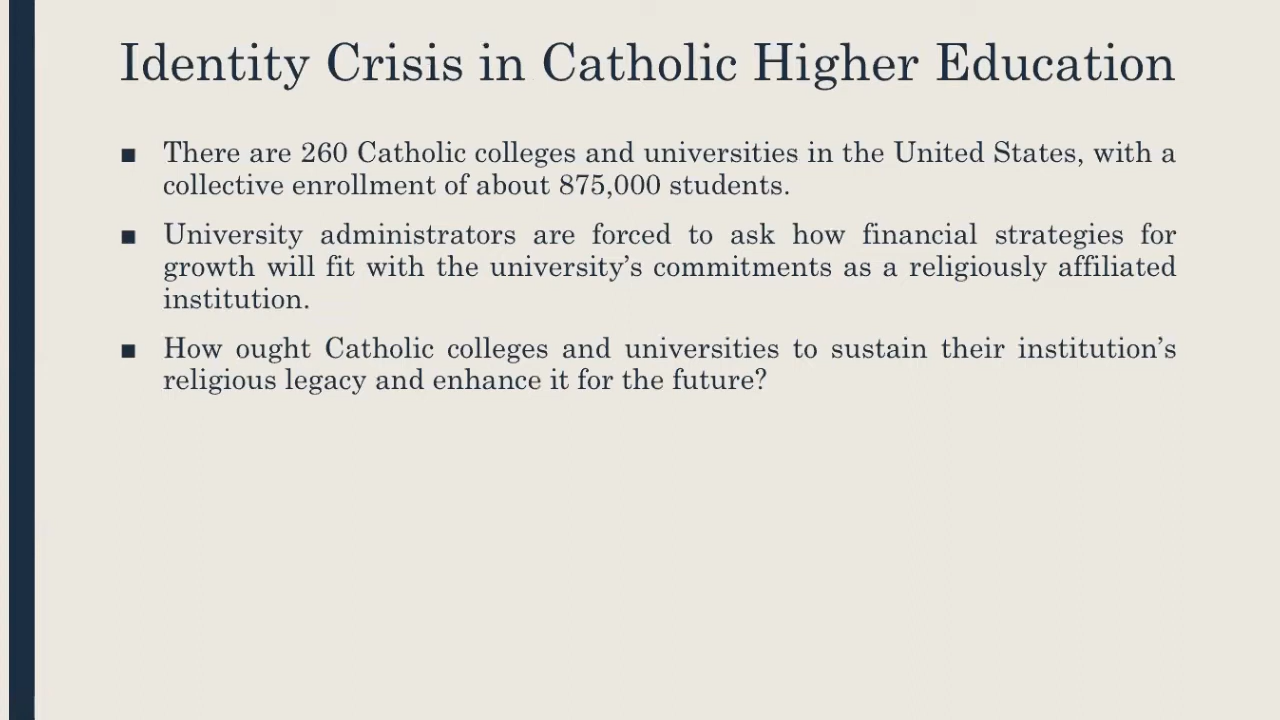 Identity Crisis in Catholic Higher Education
▪ There are 260 Catholic colleges and universities in the United States, with a
collective enrollment of about 875,000 students.
▪ University administrators are forced to ask how financial strategies for
growth will fit with the university’s commitments as a religiously affiliated
institution.
▪ How ought Catholic colleges and universities to sustain their institution’s
religious legacy and enhance it for the future?